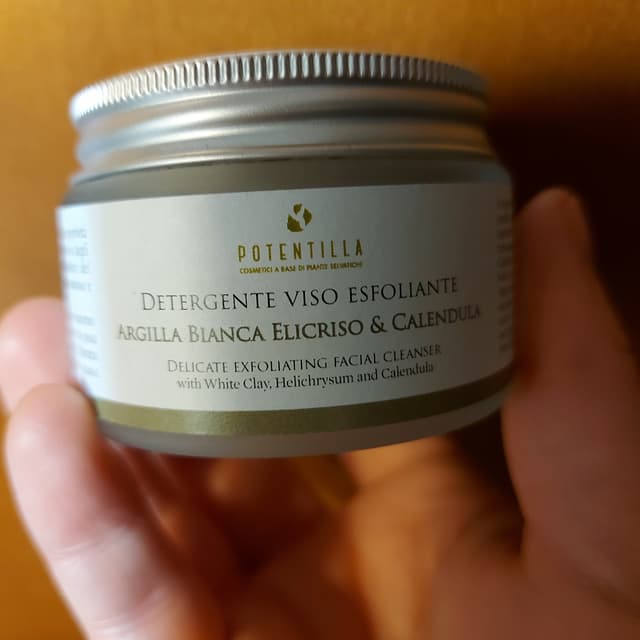 POTENTILLA
COSMETICI A BASE DI PIANTE SELVATICHE
DETERGENTE VISO ESFOLIANTE
ARGILLA BIANCA ELICRISO & CALENDULA
DELICATE EXFOLIATING FACIAL CLEANSER
with White Clay, Helichrysum and Calendula